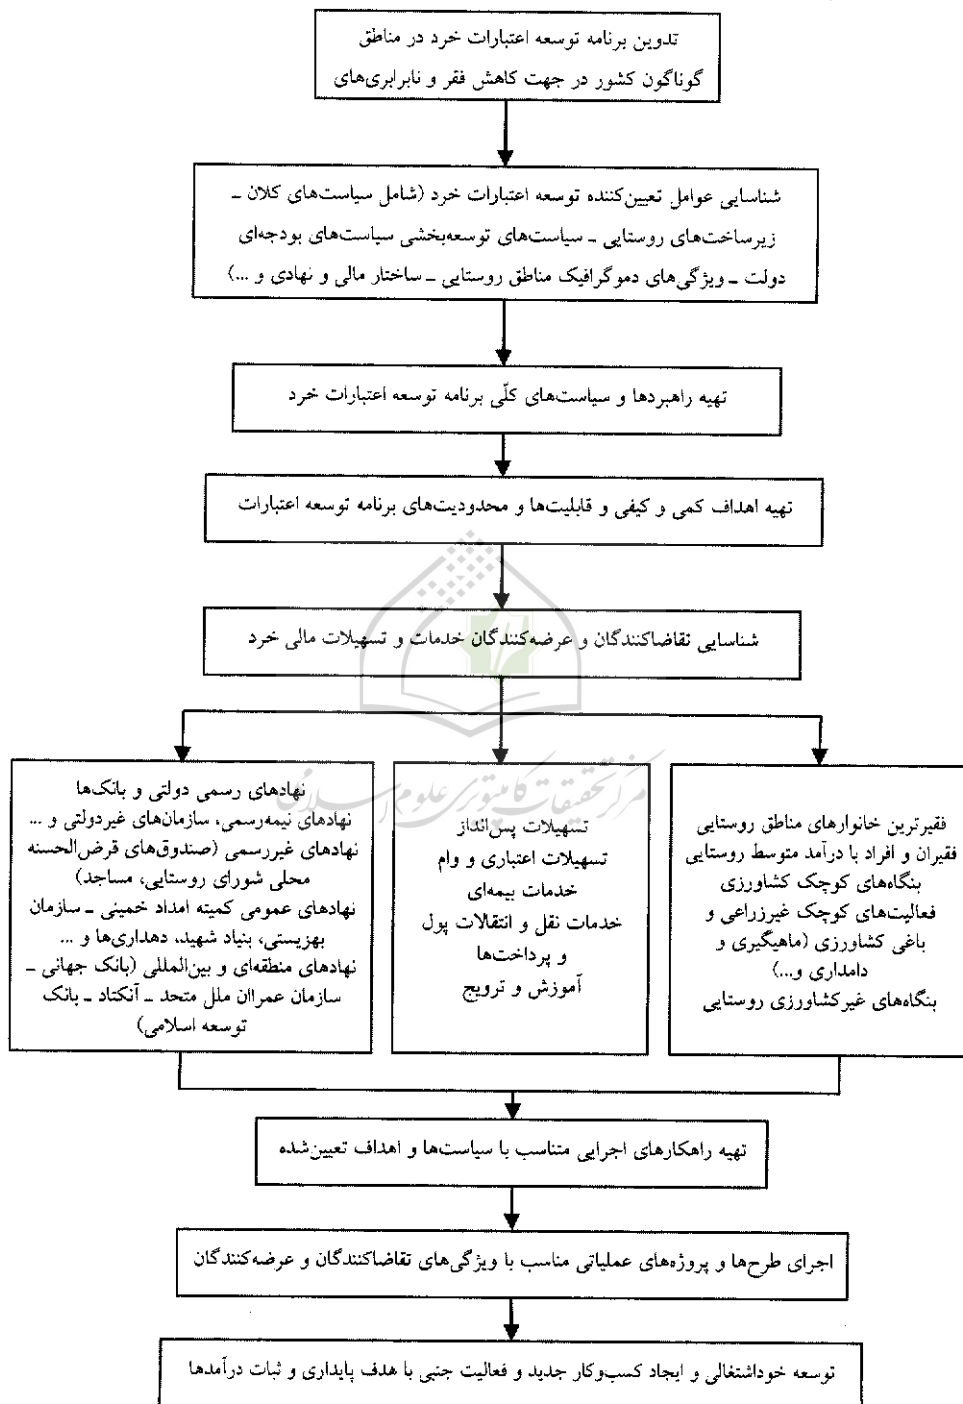 تدوین برنامه توسعه اعتبارات خرد در مناطق
گوناگون کشور در جهت کاهش فقر و نابرابری‌های
شناسایی عوامل تعیین‌کننده توسعه اعتبارات خرد (شامل سیاست‌های کلان ـ
زیرساخت‌های روستایی ـ سیاست‌های توسعه‌بخشی سیاست‌های بودجه‌ای
دولت ـ ویژگی‌های دموگرافیک مناطق روستایی ـ ساختار مالی و نهادی و ...)
تهیه راهبردها و سیاست‌های کلّی برنامه توسعه اعتبارات خرد
تهیه اهداف کمی و کیفی و قابلیت‌ها و محدودیت‌های برنامه توسعه اعتبارات
شناسایی تقاضاکنندگان و عرضه‌کنندگان خدمات و تسهیلات مالی خرد
فقیرترین خانوارهای مناطق روستایی
فقیران و افراد با درآمد متوسط روستایی
بنگاه‌های کوچک کشاورزی
فعالیت‌های کوچک غیرزراعی و
باغی کشاورزی (ماهیگیری و
دامداری و...)
بنگاه‌های غیرکشاورزی روستایی
تسهیلات پس‌انداز
تسهیلات اعتباری و وام
خدمات بیمه‌ای
خدمات نقل و انتقالات پول
و پرداخت‌ها
آموزش و ترویج
نهادهای رسمی دولتی و بانک‌ها
نهادهای نیمه‌رسمی، سازمان‌های غیردولتی و ...
نهادهای غیررسمی (صندوق‌های قرض‌الحسنه
محلی شورای روستایی، مساجد)
نهادهای عمومی کمیته امداد خمینی ـ سازمان
بهزیستی، بنیاد شهید، دهداری‌ها و ...
نهادهای منطقه‌ای و بین‌المللی (بانک جهانی ـ
سازمان عمراان ملل متحد ـ آنکتاد ـ بانک
توسعه اسلامی)
مرکز تحقیقات کامپیوتری علوم اسلامی
تهیه راهکارهای اجرایی متناسب با سیاست‌ها و اهداف تعیین‌شده
اجرای طرح‌ها و پروژه‌های عملیاتی مناسب با ویژگی‌های تقاضاکنندگان و عرضه‌کنندگان
توسعه خوداشتغالی و ایجاد کسب‌وکار جدید و فعالیت جنبی با هدف پایداری و ثبات درآمدها